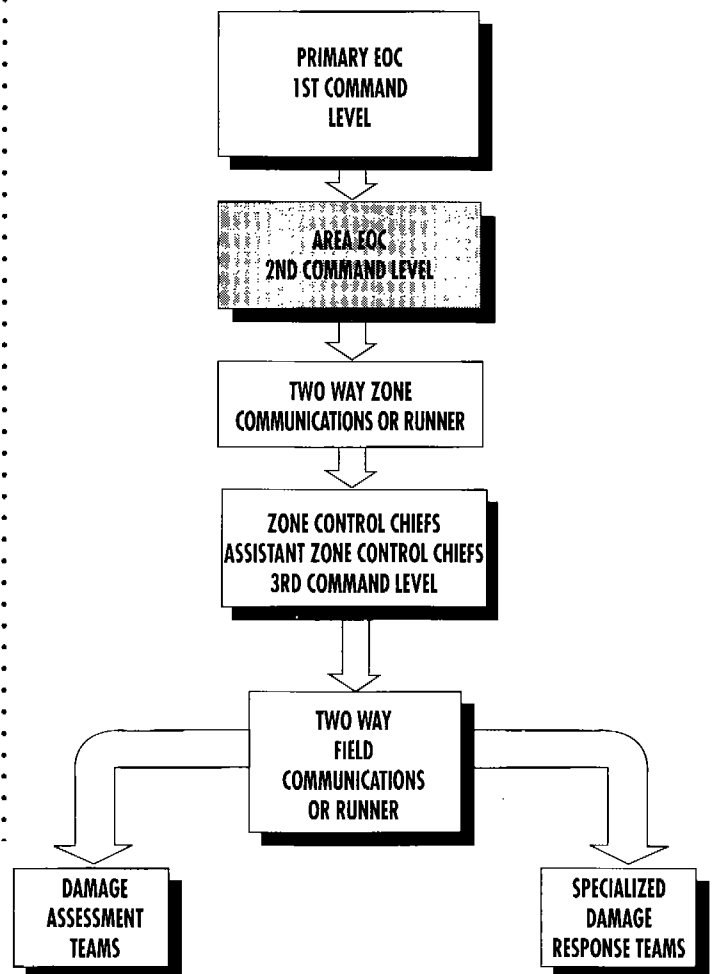 PRIMARY EOC
1ST COMMAND
LEVEL
AREA EOC
2ND COMMAND LEVEL
TWO WAY ZONE
COMMUNICATIONS OR RUNNER
ZONE CONTROL CHIEFS
ASSISTANT ZONE CONTROL CHIEFS
3RD COMMAND LEVEL
TWO WAY
FIELD
COMMUNICATIONS
OR RUNNER
DAMAGE
ASSESSMENT
TEAMS
SPECIALIZED
DAMAGE
RESPONSE TEAMS